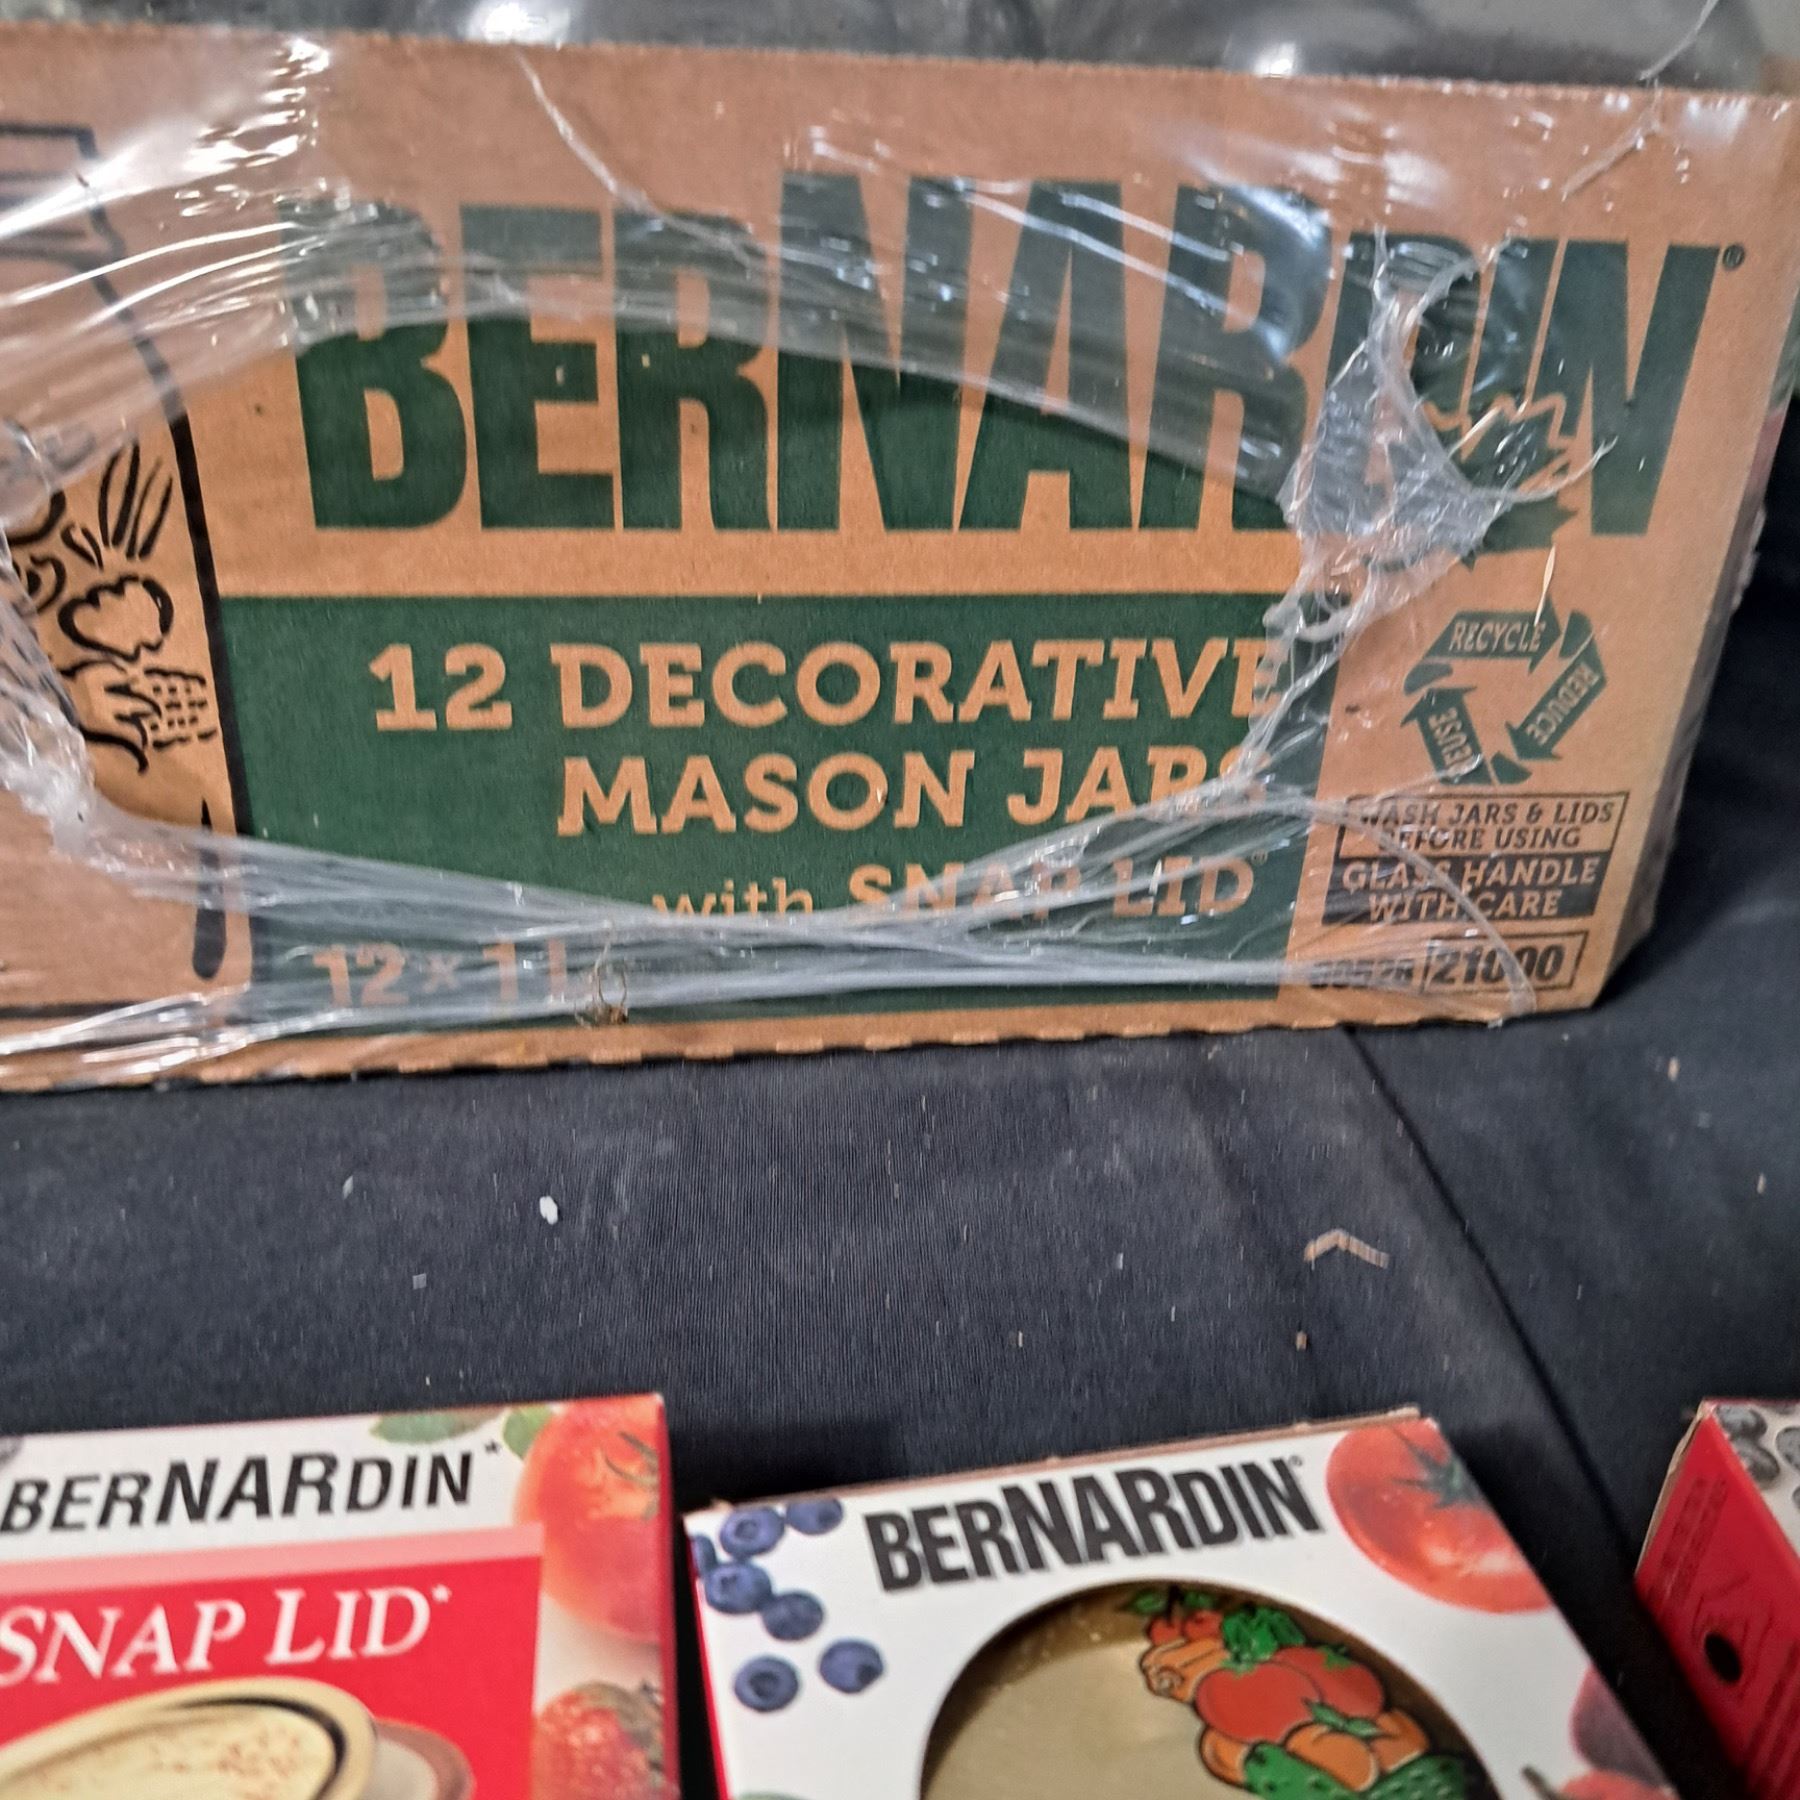 BERNARDIN®
12 DECORATIVE
MASON JARS
with SNAP LID®
12 × 1 L
RECYCLE
REDUCE
REUSE
WASH JARS & LIDS
BEFORE USING
GLASS HANDLE
WITH CARE
21000
BERNARDIN*
SNAP LID*
BERNARDIN®